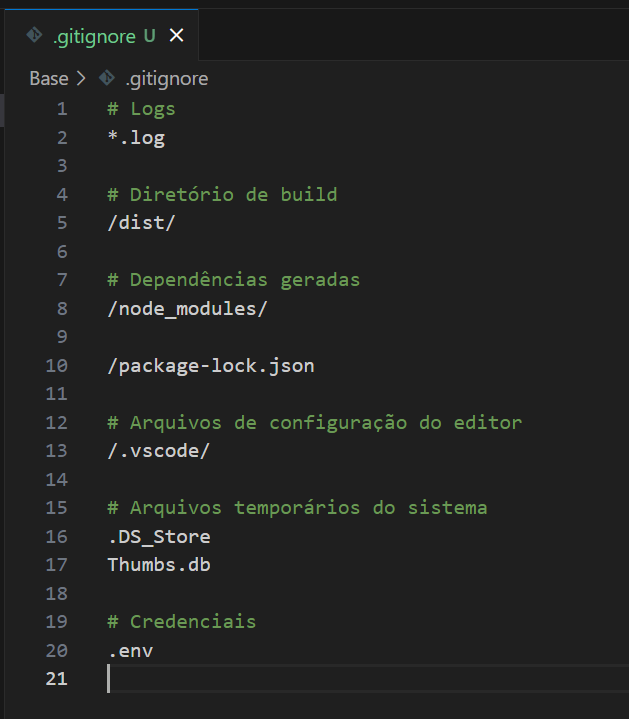 .gitignore U ×
Base > .gitignore
1 # Logs
2 *.log
3
4 # Diretório de build
5 /dist/
6
7 # Dependências geradas
8 /node_modules/
9
10 /package-lock.json
11
12 # Arquivos de configuração do editor
13 /.vscode/
14
15 # Arquivos temporários do sistema
16 .DS_Store
17 Thumbs.db
18
19 # Credenciais
20 .env
21